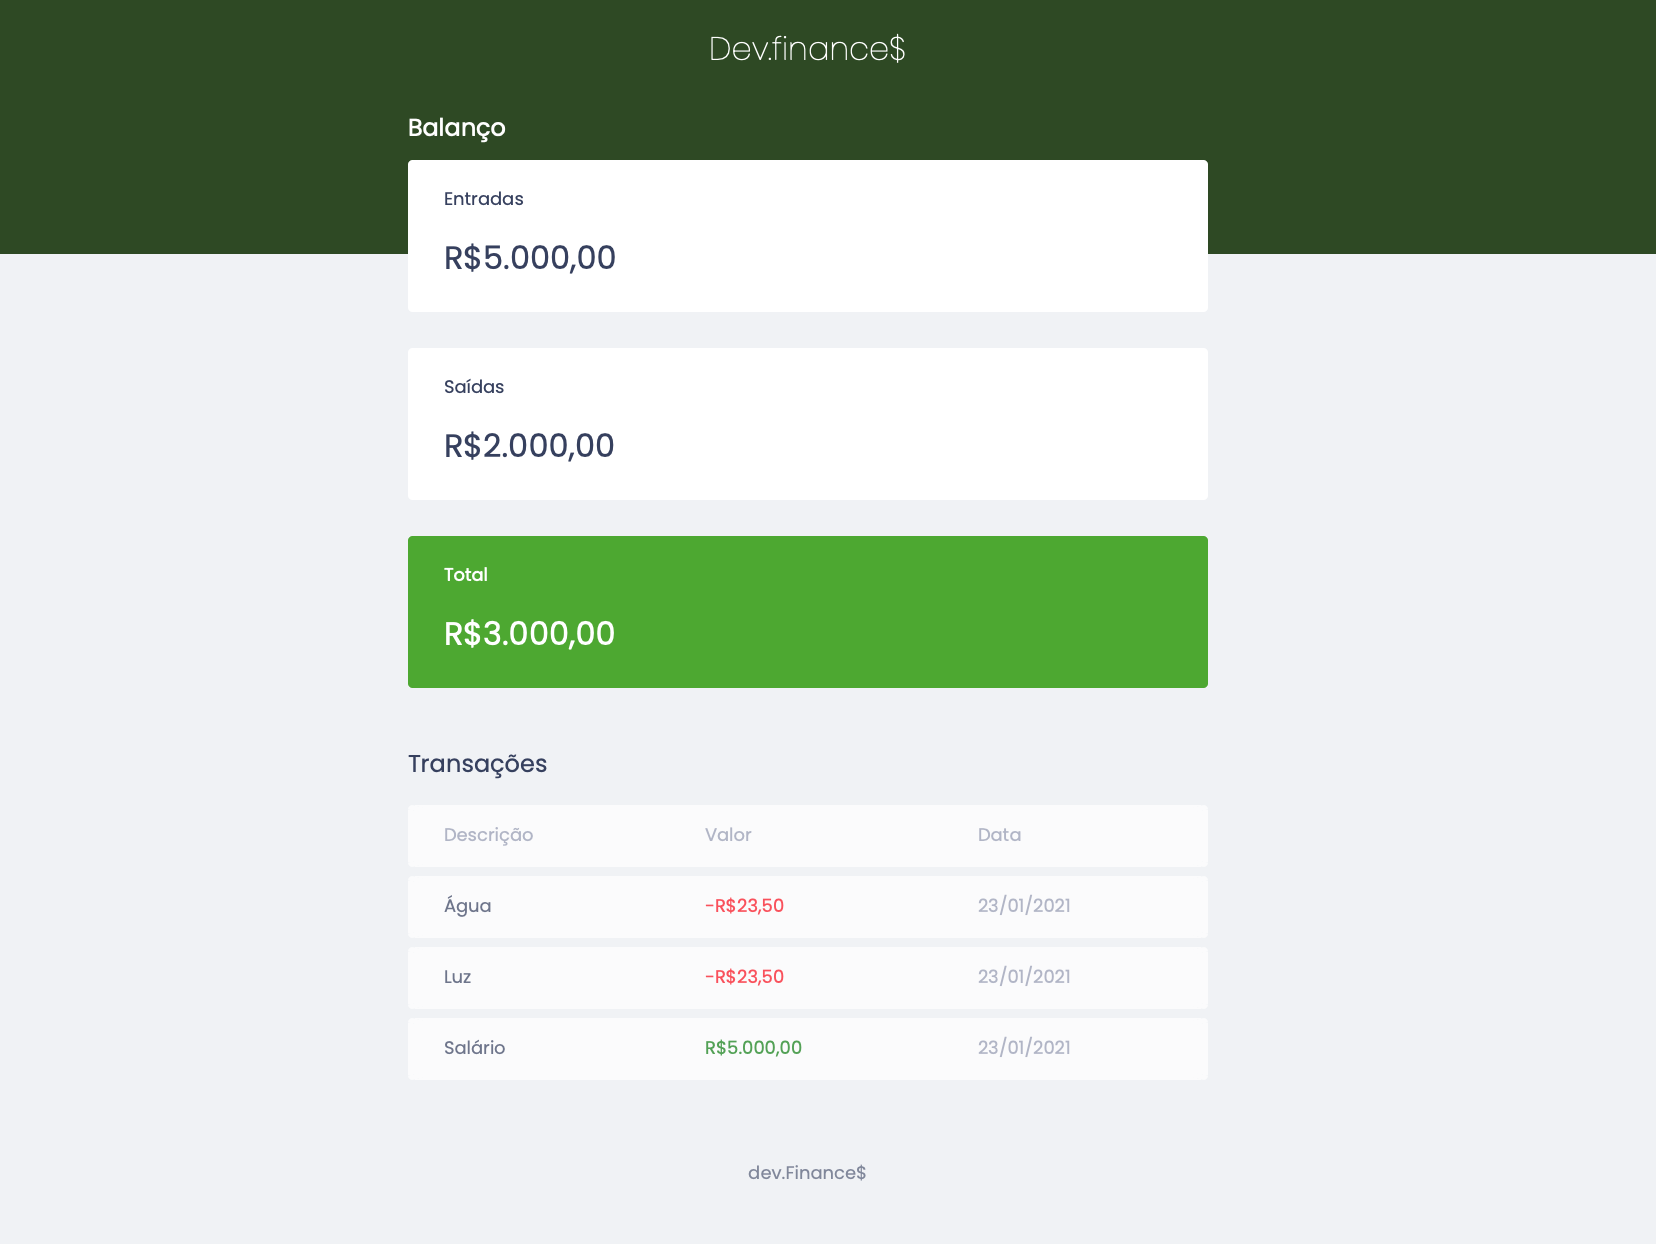 Dev.finance$
Balanço
Entradas
R$5.000,00
Saídas
R$2.000,00
Total
R$3.000,00
Transações
Descrição Valor Data
Água -R$23,50 23/01/2021
Luz -R$23,50 23/01/2021
Salário R$5.000,00 23/01/2021
dev.Finance$